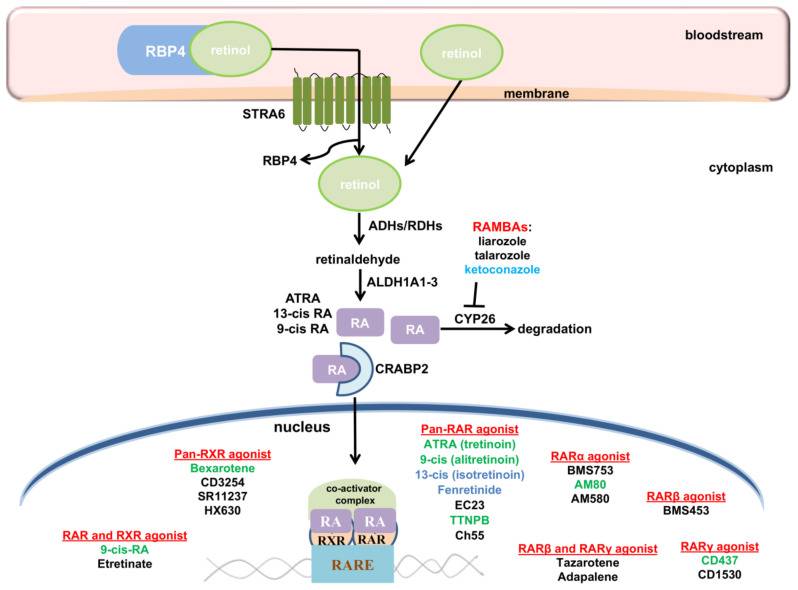 bloodstream
RBP4
retinol
retinol
membrane
STRA6
RBP4
cytoplasm
retinol
ADHs/RDHs
RAMBAs:
liarozole
talarozole
ketoconazole
retinaldehyde
ALDH1A1-3
ATRA
13-cis RA
9-cis RA
RA
RA
CYP26
degradation
RA
CRABP2
nucleus
Pan-RXR agonist
Bexarotene
CD3254
SR11237
HX630
RAR and RXR agonist
9-cis-RA
Etretinate
co-activator
complex
RA
RA
RXR
RAR
RARE
Pan-RAR agonist
ATRA (tretinoin)
9-cis (alitretinoin)
13-cis (isotretinoin)
Fenretinide
EC23
TTNPB
Ch55
RARα agonist
BMS753
AM80
AM580
RARβ agonist
BMS453
RARβ and RARγ agonist
Tazarotene
Adapalene
RARγ agonist
CD437
CD1530